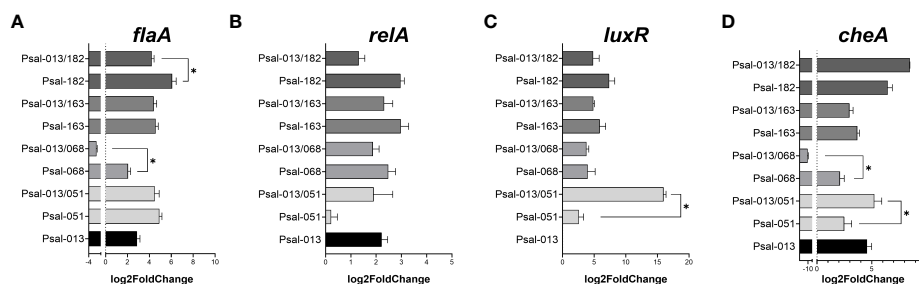 A
flaA
Psal-013/182
Psal-182
Psal-013/163
Psal-163
Psal-013/068
Psal-068
Psal-013/051
Psal-051
Psal-013
*
*
-4 0 2 4 6 8 10
log2FoldChange
B
relA
Psal-013/182
Psal-182
Psal-013/163
Psal-163
Psal-013/068
Psal-068
Psal-013/051
Psal-051
Psal-013
0 1 2 3 4 5
log2FoldChange
C
luxR
Psal-013/182
Psal-182
Psal-013/163
Psal-163
Psal-013/068
Psal-068
Psal-013/051
Psal-051
Psal-013
*
0 5 10 15 20
log2FoldChange
D
cheA
Psal-013/182
Psal-182
Psal-013/163
Psal-163
Psal-013/068
Psal-068
Psal-013/051
Psal-051
Psal-013
*
*
-10 0 5
log2FoldChange